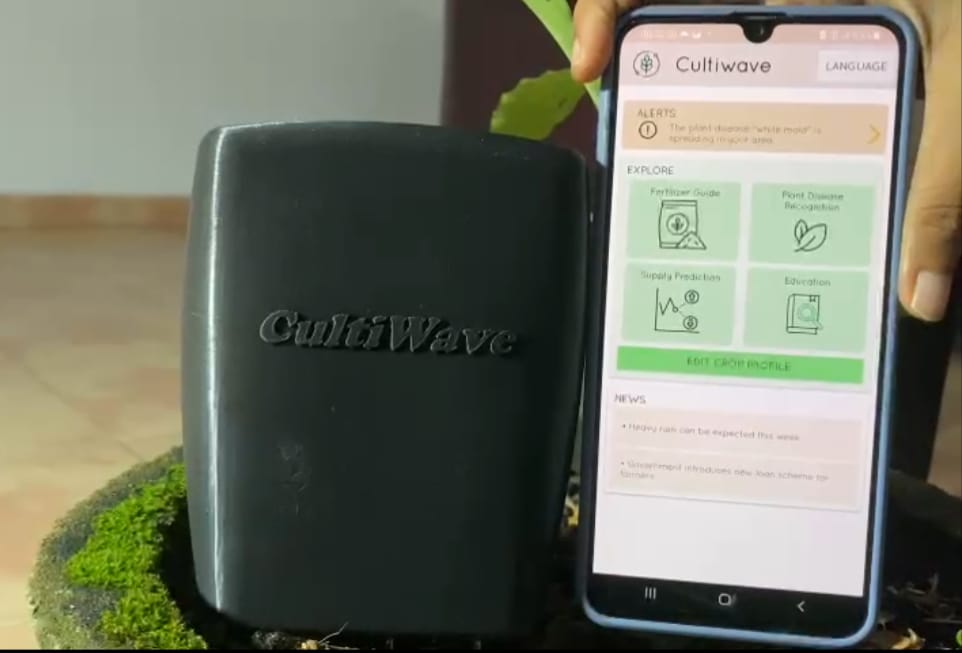 CultiWave
Cultiwave
LANGUAGE
ALERTS
The plant disease "white mold" is
spreading in your area.
EXPLORE
Fertilizer Guide
Plant Disease
Recognition
Supply Prediction
Education
EDIT CROP PROFILE
NEWS
• Heavy rain can be expected this week
• Government introduces new loan scheme for
farmers